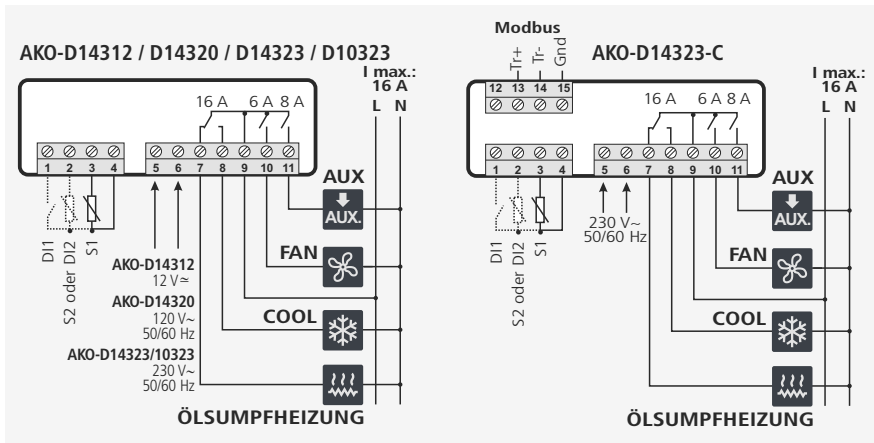 AKO-D14312 / D14320 / D14323 / D10323
I max.:
16 A
L N
16 A 6 A 8 A
1 2 3 4 5 6 7 8 9 10 11
DI1
S2 oder DI2
S1
AKO-D14312
12 V≃
AKO-D14320
120 V~
50/60 Hz
AKO-D14323/10323
230 V~
50/60 Hz
AUX
AUX.
FAN
COOL
ÖLSUMPFHEIZUNG
Modbus
Tr+
Tr-
Gnd
AKO-D14323-C
I max.:
16 A
L N
12 13 14 15
16 A 6 A 8 A
1 2 3 4 5 6 7 8 9 10 11
DI1
S2 oder DI2
S1
230 V~
50/60 Hz
AUX
AUX.
FAN
COOL
ÖLSUMPFHEIZUNG